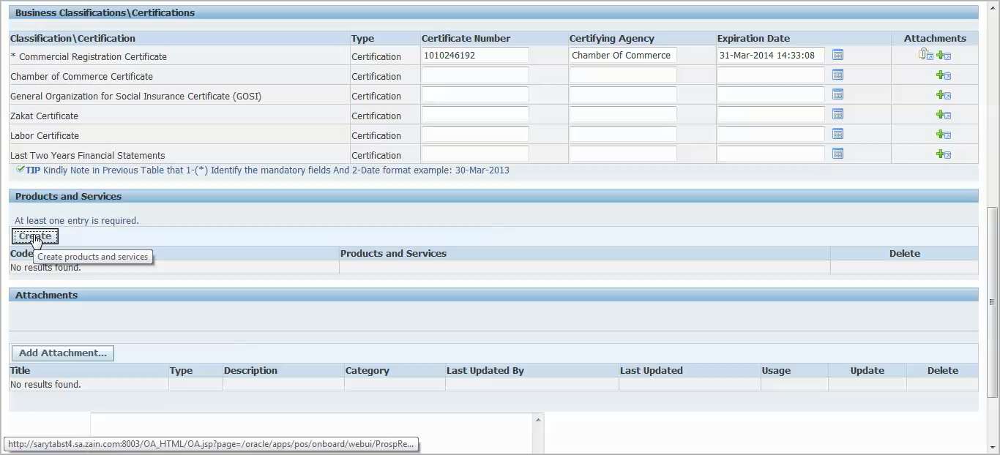 Business Classifications\Certifications
Classification\Certification Type Certificate Number Certifying Agency Expiration Date Attachments
* Commercial Registration Certificate Certification 1010246192 Chamber Of Commerce 31-Mar-2014 14:33:08
Chamber of Commerce Certificate Certification
General Organization for Social Insurance Certificate (GOSI) Certification
Zakat Certificate Certification
Labor Certificate Certification
Last Two Years Financial Statements Certification
TIP Kindly Note in Previous Table that 1-(*) Identify the mandatory fields And 2-Date format example: 30-Mar-2013
Products and Services
At least one entry is required.
Create
Code Products and Services Delete
Create products and services
No results found.
Attachments
Add Attachment...
Title Type Description Category Last Updated By Last Updated Usage Update Delete
No results found.
http://sarytabst4.sa.zain.com:8003/OA_HTML/OA.jsp?page=/oracle/apps/pos/onboard/webui/ProspRe...